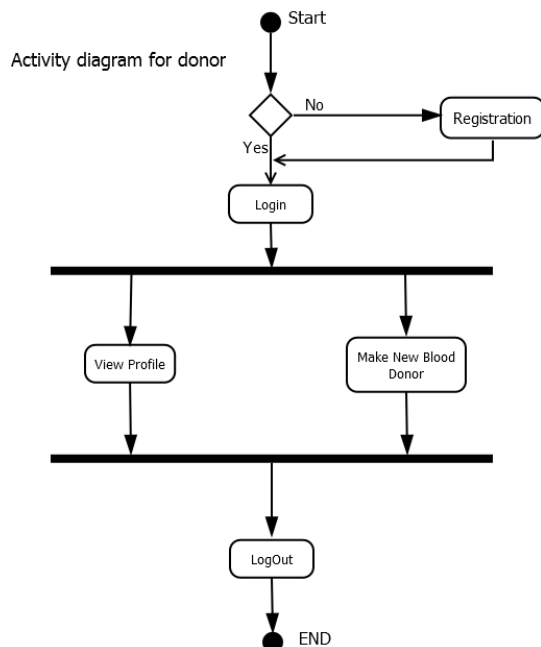 Start
Activity diagram for donor
No
Registration
Yes
Login
View Profile
Make New Blood
Donor
LogOut
END